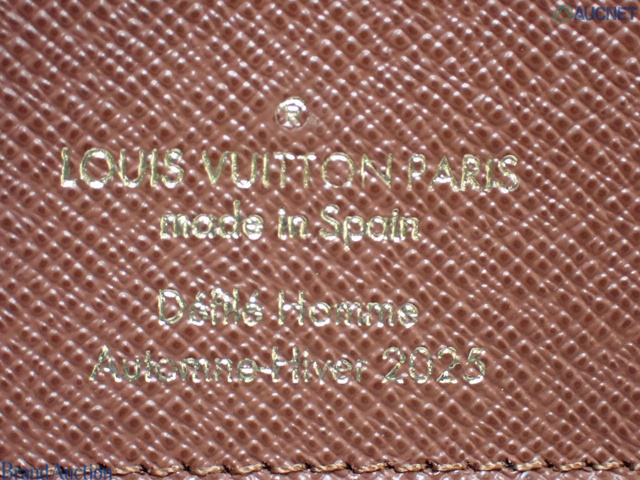 AUCNET
®
LOUIS VUITTON PARIS
made in Spain
Défilé Homme
Automne-Hiver 2025
Brand Auction